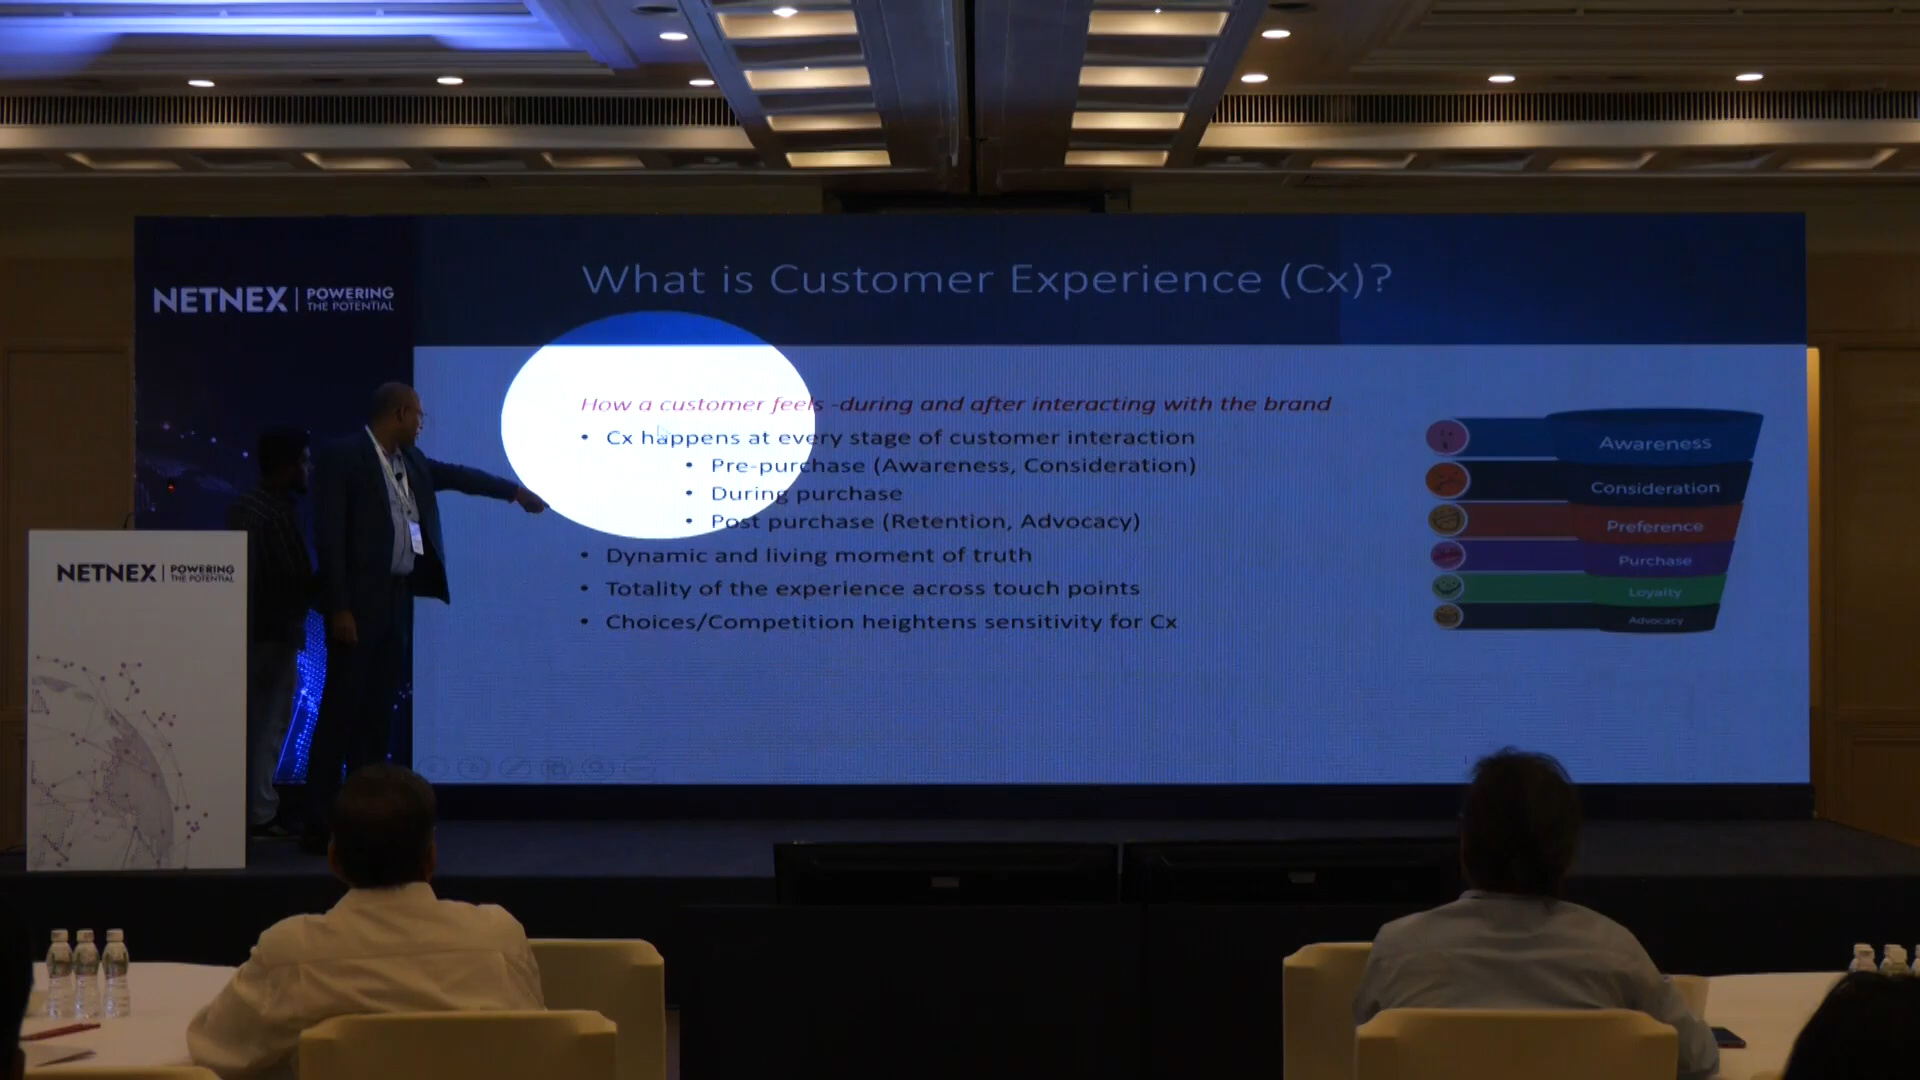 What is Customer Experience (Cx)?
NETNEX | POWERING THE POTENTIAL
How a customer feels -during and after interacting with the brand
• Cx happens at every stage of customer interaction
• Pre-purchase (Awareness, Consideration)
• During purchase
• Post purchase (Retention, Advocacy)
• Dynamic and living moment of truth
• Totality of the experience across touch points
• Choices/Competition heightens sensitivity for Cx
Awareness
Consideration
Preference
Purchase
Loyalty
Advocacy
NETNEX | POWERING THE POTENTIAL